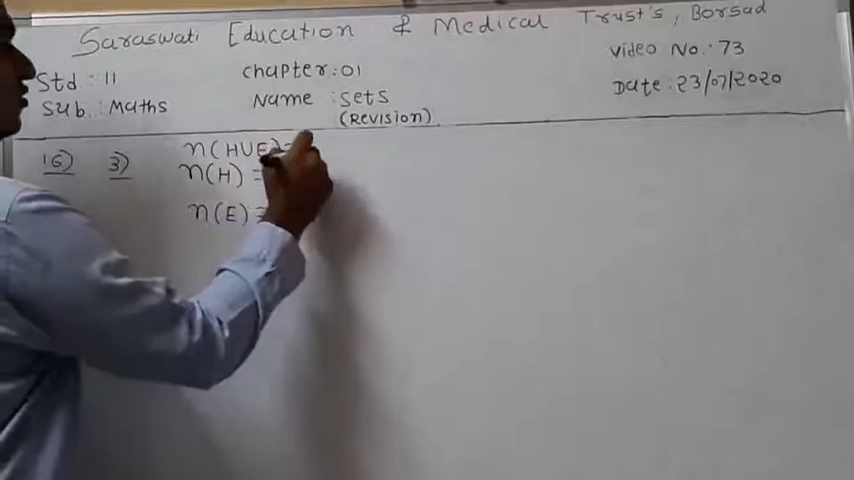 Saraswati Education & Medical Trust's, Borsad
Std : 11 chapter : 01 video No. : 73
Sub. : Maths Name : Sets Date : 23/07/2020
(Revision)
16) 3) n(HUE) =
n(H) =
n(E) =